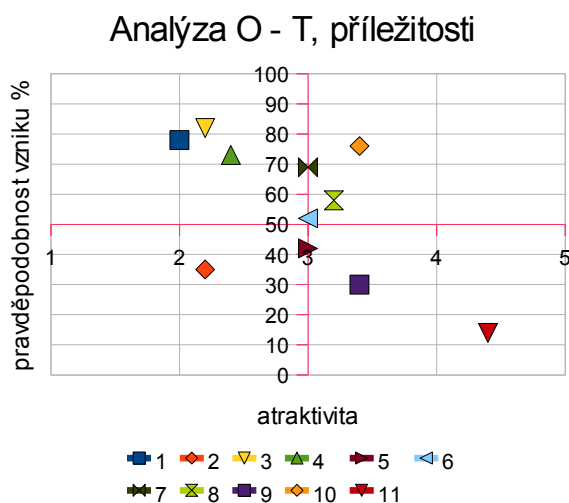 Analýza O - T, příležitosti
pravděpodobnost vzniku %
100
90
80
70
60
50
40
30
20
10
0
1 2 3 4 5
atraktivita
1 2 3 4 5 6
7 8 9 10 11